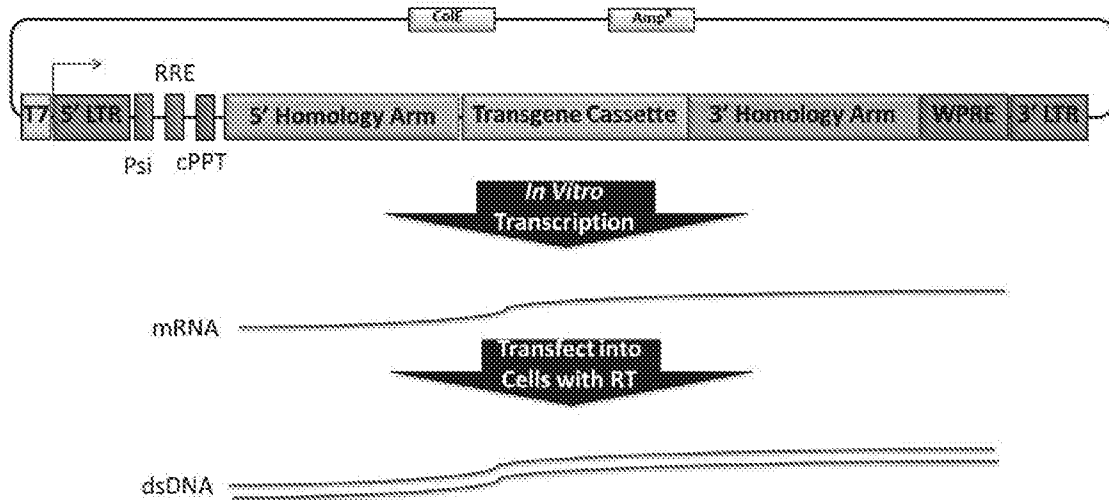 ColE
Amp^R
RRE
T7
5' LTR
5' Homology Arm
Transgene Cassette
3' Homology Arm
WPRE
3' LTR
Psi
cPPT
In Vitro
Transcription
mRNA
Transfect into
Cells with RT
dsDNA